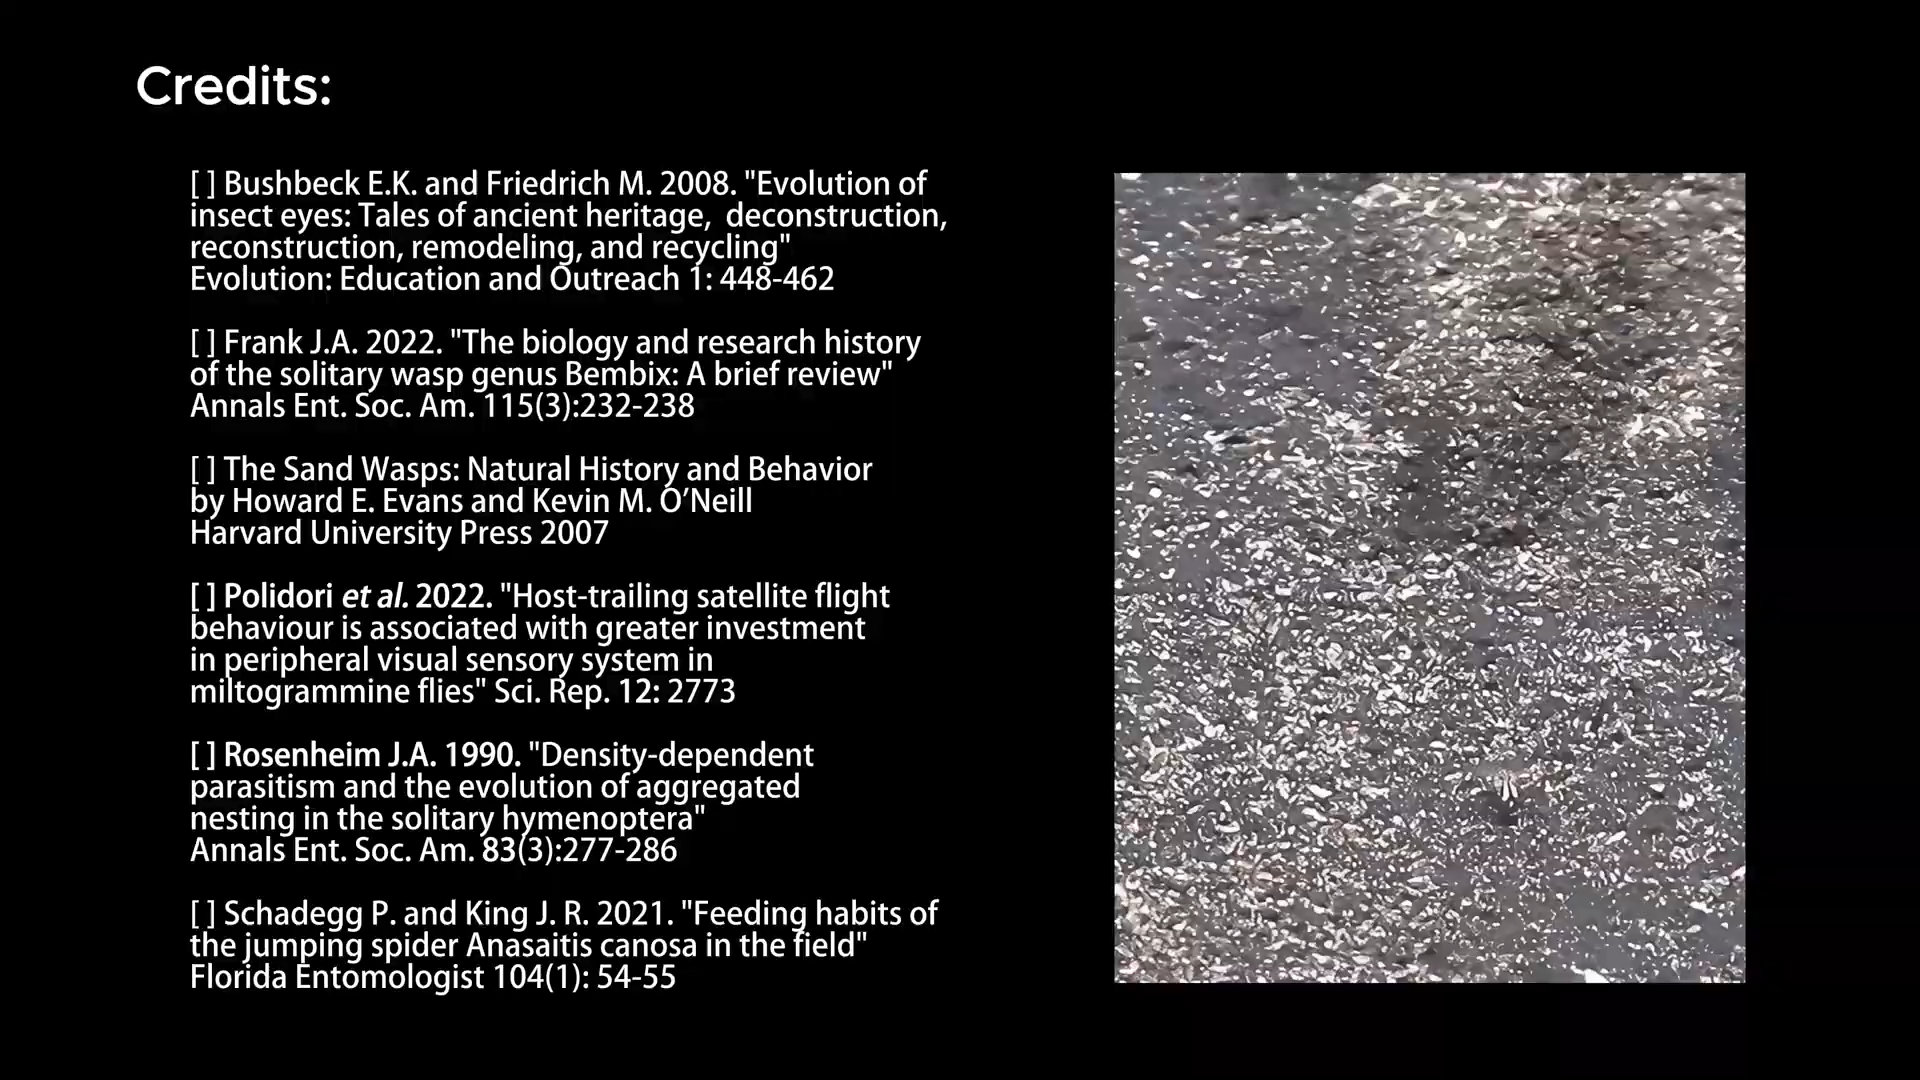 Credits:
[ ] Bushbeck E.K. and Friedrich M. 2008. "Evolution of
insect eyes: Tales of ancient heritage,  deconstruction,
reconstruction, remodeling, and recycling"
Evolution: Education and Outreach 1: 448-462
[ ] Frank J.A. 2022. "The biology and research history
of the solitary wasp genus Bembix: A brief review"
Annals Ent. Soc. Am. 115(3):232-238
[ ] The Sand Wasps: Natural History and Behavior
by Howard E. Evans and Kevin M. O’Neill
Harvard University Press 2007
[ ] Polidori et al. 2022. "Host-trailing satellite flight
behaviour is associated with greater investment
in peripheral visual sensory system in
miltogrammine flies" Sci. Rep. 12: 2773
[ ] Rosenheim J.A. 1990. "Density-dependent
parasitism and the evolution of aggregated
nesting in the solitary hymenoptera"
Annals Ent. Soc. Am. 83(3):277-286
[ ] Schadegg P. and King J. R. 2021. "Feeding habits of
the jumping spider Anasaitis canosa in the field"
Florida Entomologist 104(1): 54-55